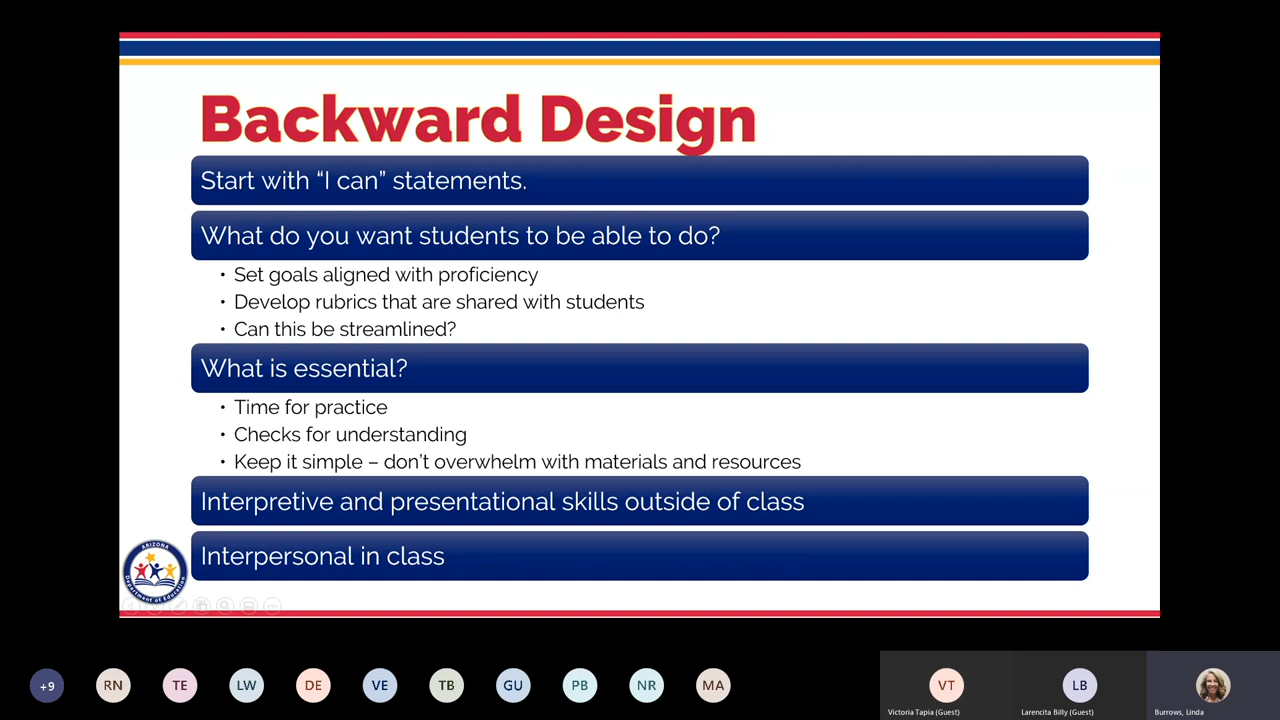 Backward Design
Start with “I can” statements.
What do you want students to be able to do?
• Set goals aligned with proficiency
• Develop rubrics that are shared with students
• Can this be streamlined?
What is essential?
• Time for practice
• Checks for understanding
• Keep it simple – don’t overwhelm with materials and resources
Interpretive and presentational skills outside of class
Interpersonal in class
ARIZONA
Department of Education
+9
RN
TE
LW
DE
VE
TB
GU
PB
NR
MA
VT
LB
Victoria Tapia (Guest)
Larencita Billy (Guest)
Burrows, Linda